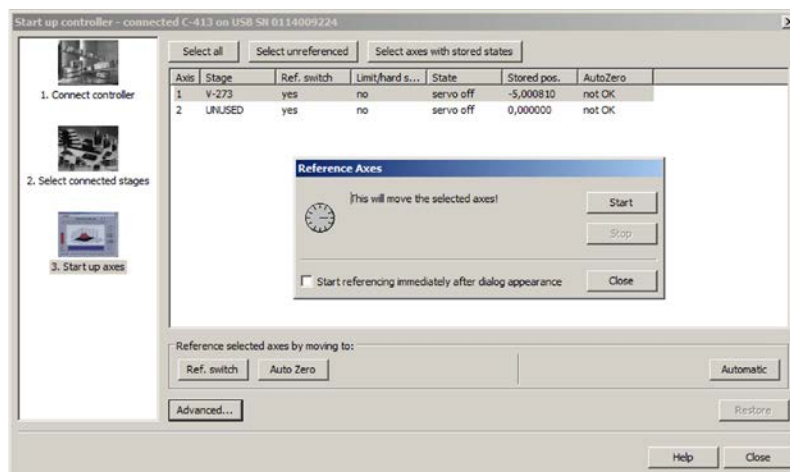 Start up controller - connected C-413 on USB SN 0114009224
Select all Select unreferenced Select axes with stored states
Axis Stage Ref. switch Limit/hard s... State Stored pos. AutoZero
1 V-273 yes no servo off -5,000810 not OK
2 UNUSED yes no servo off 0,000000 not OK
1. Connect controller
2. Select connected stages
3. Start up axes
Reference Axes
This will move the selected axes!
Start
Stop
Start referencing immediately after dialog appearance
Close
Reference selected axes by moving to:
Ref. switch Auto Zero Automatic
Advanced... Restore
Help Close